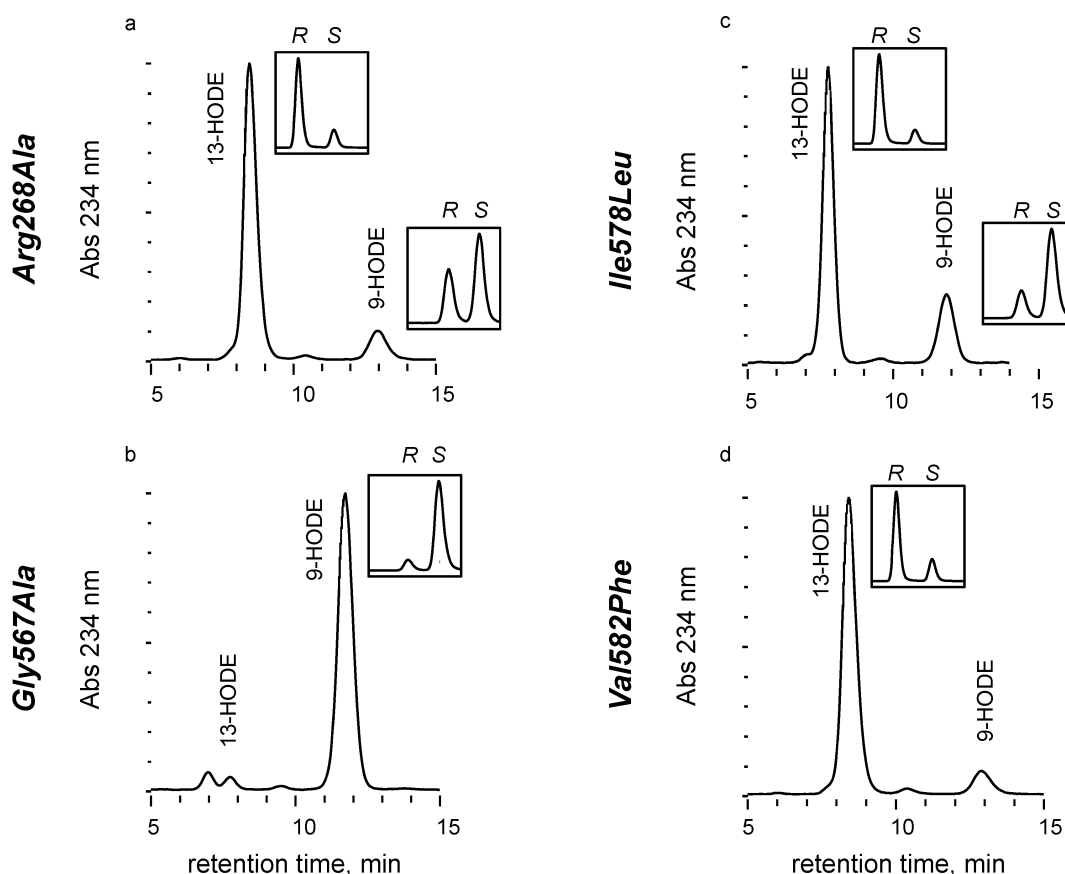 a
Arg268Ala
Abs 234 nm
13-HODE
R S
9-HODE
R S
5 10 15
c
Ile578Leu
Abs 234 nm
13-HODE
R S
9-HODE
R S
5 10 15
b
Gly567Ala
Abs 234 nm
13-HODE
9-HODE
R S
5 10 15
retention time, min
d
Val582Phe
Abs 234 nm
13-HODE
R S
9-HODE
5 10 15
retention time, min